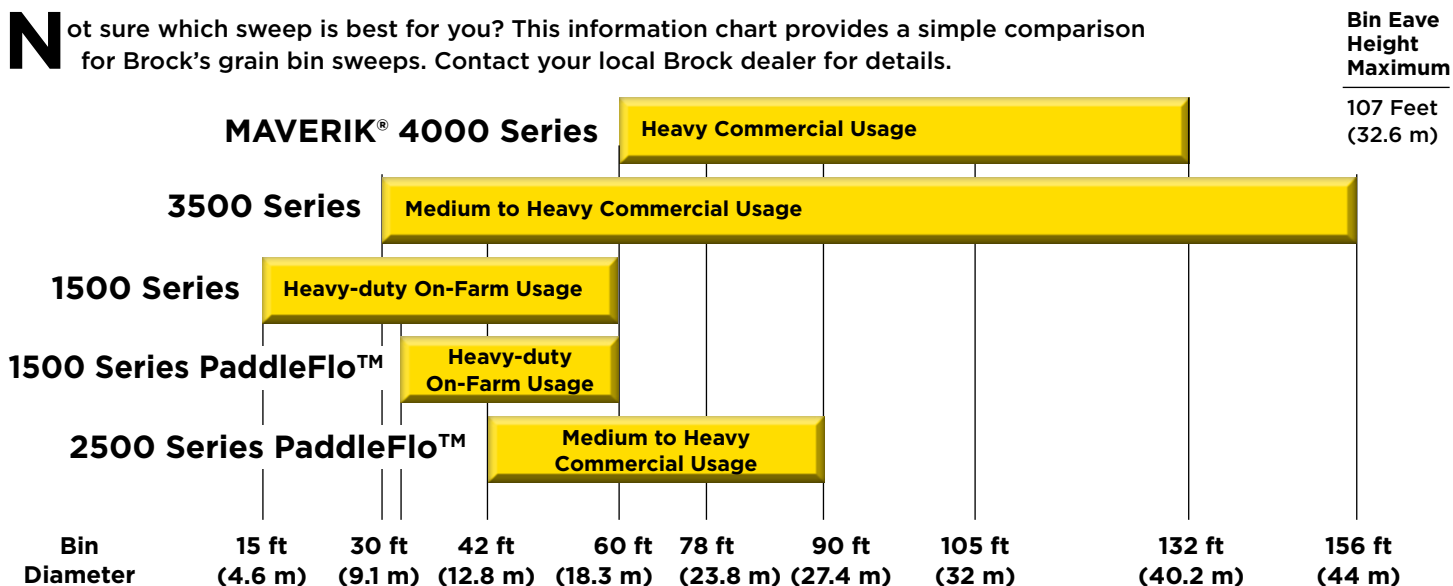 Not sure which sweep is best for you? This information chart provides a simple comparison
for Brock's grain bin sweeps. Contact your local Brock dealer for details.
Bin Eave
Height
Maximum
107 Feet
(32.6 m)
MAVERIK® 4000 Series
Heavy Commercial Usage
3500 Series
Medium to Heavy Commercial Usage
1500 Series
Heavy-duty On-Farm Usage
1500 Series PaddleFlo™
Heavy-duty
On-Farm Usage
2500 Series PaddleFlo™
Medium to Heavy
Commercial Usage
Bin 15 ft 30 ft 42 ft 60 ft 78 ft 90 ft 105 ft 132 ft 156 ft
Diameter (4.6 m) (9.1 m) (12.8 m) (18.3 m) (23.8 m) (27.4 m) (32 m) (40.2 m) (44 m)